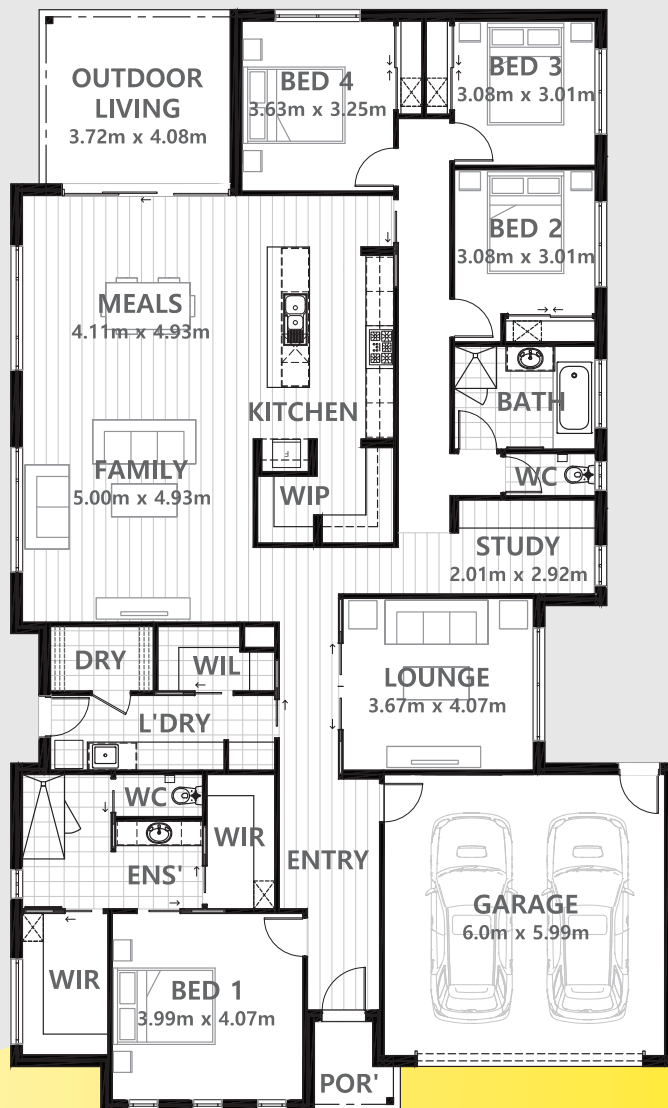 OUTDOOR
LIVING
3.72m x 4.08m
BED 4
3.63m x 3.25m
BED 3
3.08m x 3.01m
BED 2
3.08m x 3.01m
MEALS
4.11m x 4.93m
KITCHEN
BATH
FAMILY
5.00m x 4.93m
WIP
WC
STUDY
2.01m x 2.92m
DRY
WIL
LOUNGE
3.67m x 4.07m
L'DRY
WC
WIR
ENTRY
ENS'
GARAGE
6.0m x 5.99m
WIR
BED 1
3.99m x 4.07m
POR'